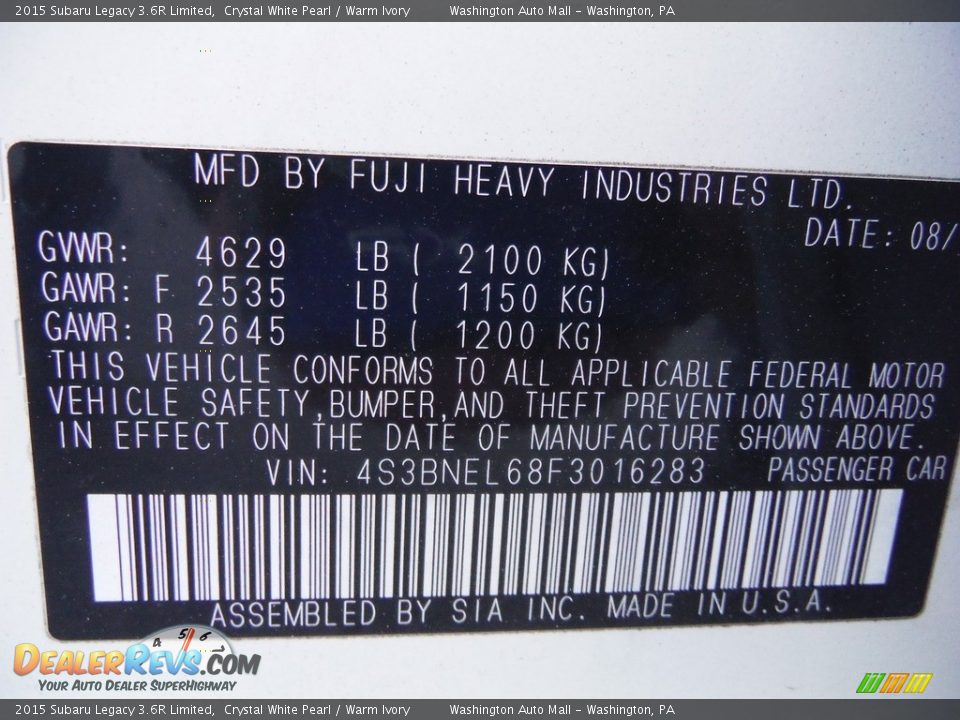 2015 Subaru Legacy 3.6R Limited, Crystal White Pearl / Warm Ivory Washington Auto Mall - Washington, PA
MFD BY FUJI HEAVY INDUSTRIES LTD.
DATE: 08/
GVWR: 4629 LB ( 2100 KG)
GAWR: F 2535 LB ( 1150 KG)
GAWR: R 2645 LB ( 1200 KG)
THIS VEHICLE CONFORMS TO ALL APPLICABLE FEDERAL MOTOR
VEHICLE SAFETY,BUMPER,AND THEFT PREVENTION STANDARDS
IN EFFECT ON THE DATE OF MANUFACTURE SHOWN ABOVE.
VIN: 4S3BNEL68F3016283 PASSENGER CAR
ASSEMBLED BY SIA INC. MADE IN U.S.A.
4 5 6
DEALERREVS.COM
YOUR AUTO DEALER SUPERHIGHWAY
2015 Subaru Legacy 3.6R Limited, Crystal White Pearl / Warm Ivory Washington Auto Mall - Washington, PA